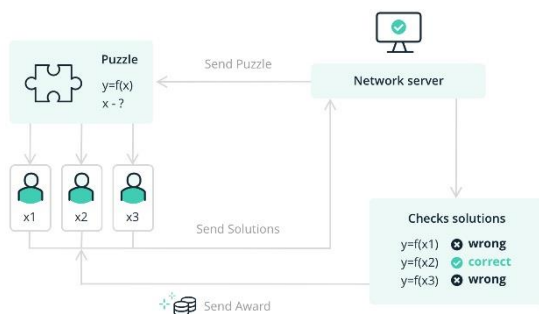 Puzzle
y=f(x)
x - ?
Send Puzzle
Network server
x1
x2
x3
Send Solutions
Checks solutions
y=f(x1) wrong
y=f(x2) correct
y=f(x3) wrong
Send Award